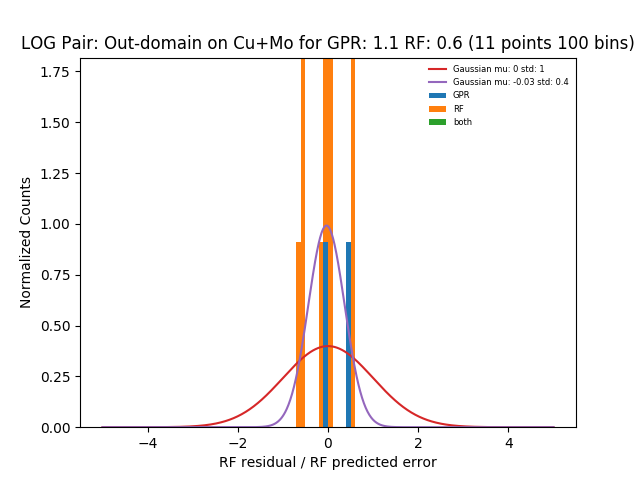 LOG Pair: Out-domain on Cu+Mo for GPR: 1.1 RF: 0.6 (11 points 100 bins)
Gaussian mu: 0 std: 1
Gaussian mu: -0.03 std: 0.4
GPR
RF
both
1.75
1.50
1.25
1.00
0.75
0.50
0.25
0.00
Normalized Counts
−4 −2 0 2 4
RF residual / RF predicted error